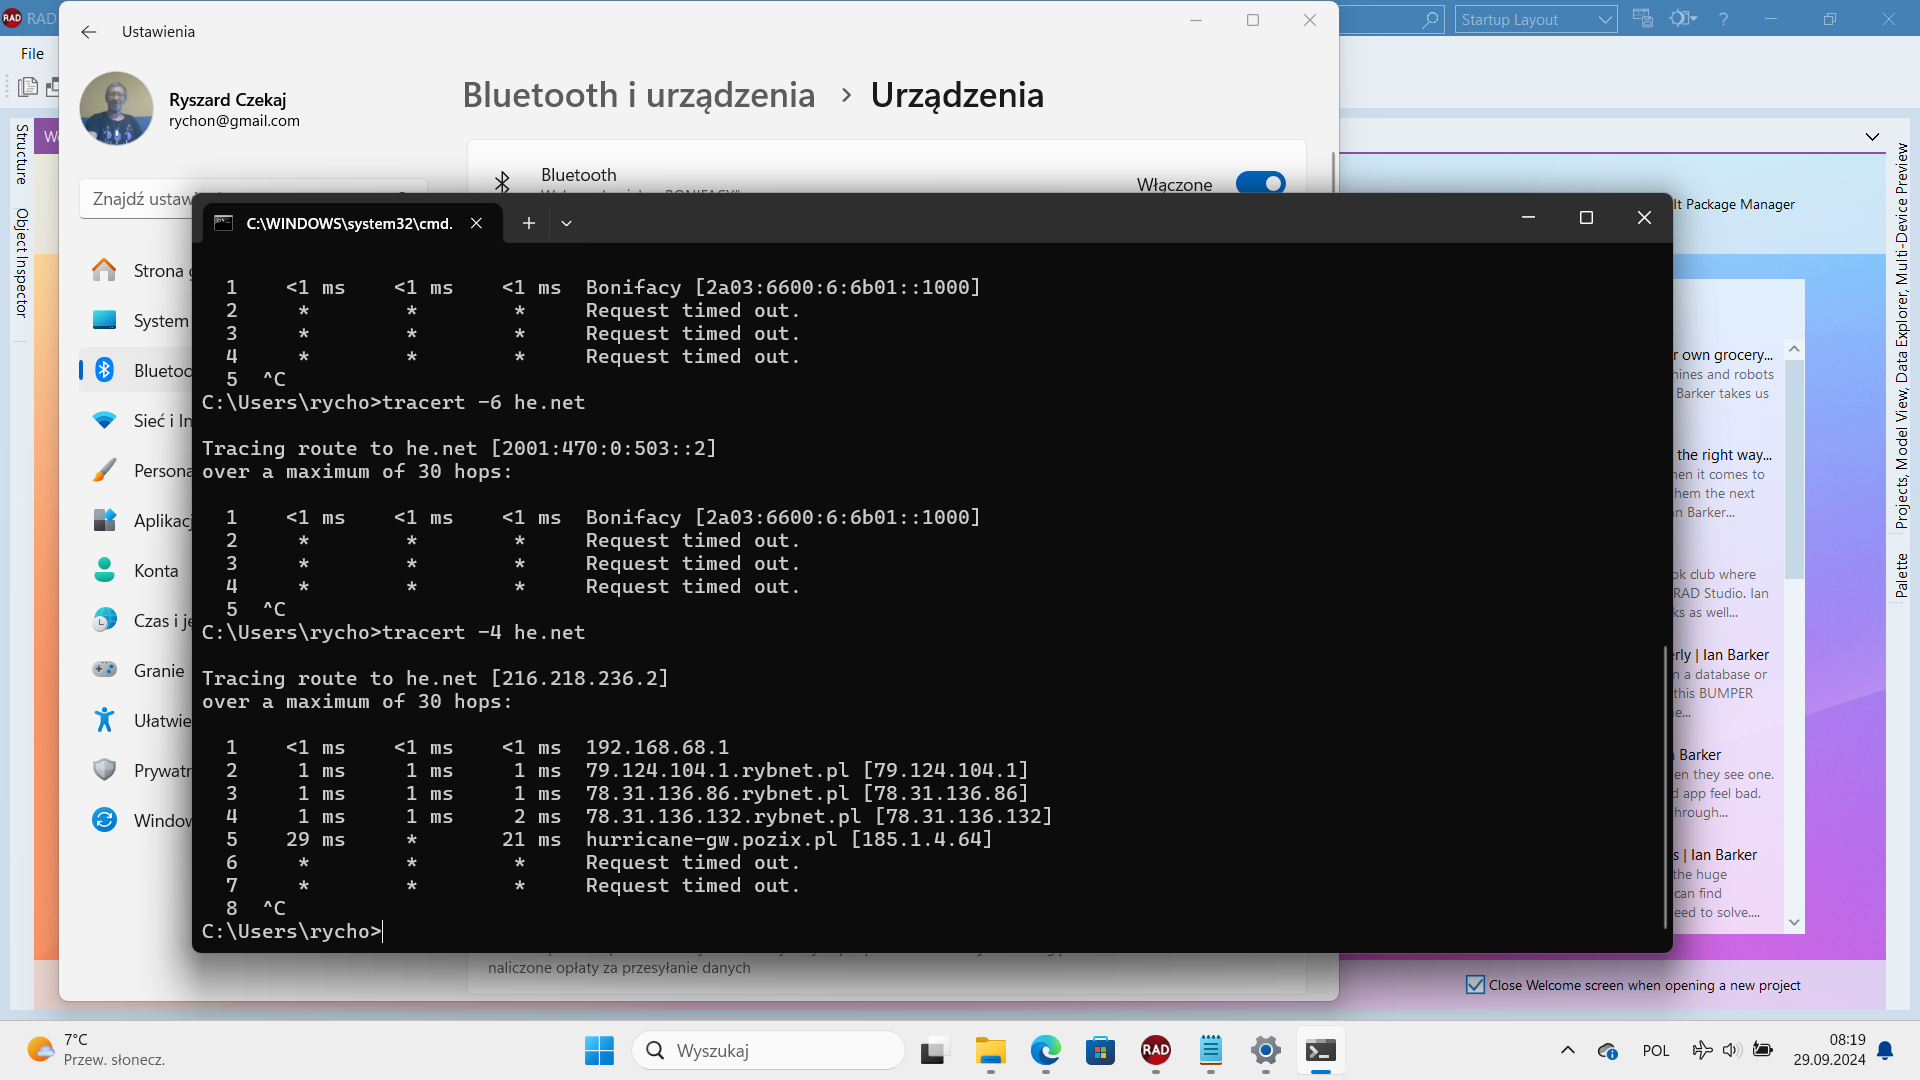 RAD
Startup Layout
?
File
Ustawienia
Ryszard Czekaj
rychon@gmail.com
Bluetooth i urządzenia > Urządzenia
Bluetooth
Włączone
Structure
Object Inspector
Projects, Model View, Data Explorer, Multi-Device Preview
Palette
Strona
System
Sieć i
Aplikacj
Konta
Czas i
Granie
It Package Manager
r own grocery...
hines and robots
Barker takes us
the right way...
en it comes to
hem the next
n Barker...
ok club where
RAD Studio. Ian
ks as well...
rly | Ian Barker
n a database or
this BUMPER
e...
Barker
en they see one.
d app feel bad.
hrough...
s | Ian Barker
the huge
can find
eed to solve....
C:\WINDOWS\system32\cmd.
1 <1 ms <1 ms <1 ms Bonifacy [2a03:6600:6:6b01::1000]
2 * * * Request timed out.
3 * * * Request timed out.
4 * * * Request timed out.
5 ^C
C:\Users\rycho>tracert -6 he.net
Tracing route to he.net [2001:470:0:503::2]
over a maximum of 30 hops:
1 <1 ms <1 ms <1 ms Bonifacy [2a03:6600:6:6b01::1000]
2 * * * Request timed out.
3 * * * Request timed out.
4 * * * Request timed out.
5 ^C
C:\Users\rycho>tracert -4 he.net
Tracing route to he.net [216.218.236.2]
over a maximum of 30 hops:
1 <1 ms <1 ms <1 ms 192.168.68.1
2 1 ms 1 ms 1 ms 79.124.104.1.rybnet.pl [79.124.104.1]
3 1 ms 1 ms 1 ms 78.31.136.86.rybnet.pl [78.31.136.86]
4 1 ms 1 ms 2 ms 78.31.136.132.rybnet.pl [78.31.136.132]
5 29 ms * 21 ms hurricane-gw.pozix.pl [185.1.4.64]
6 * * * Request timed out.
7 * * * Request timed out.
8 ^C
C:\Users\rycho>
naliczone opłaty za przesyłanie danych
Close Welcome screen when opening a new project
7°C
Przew. słonecz.
Wyszukaj
RAD
POL
08:19
29.09.2024